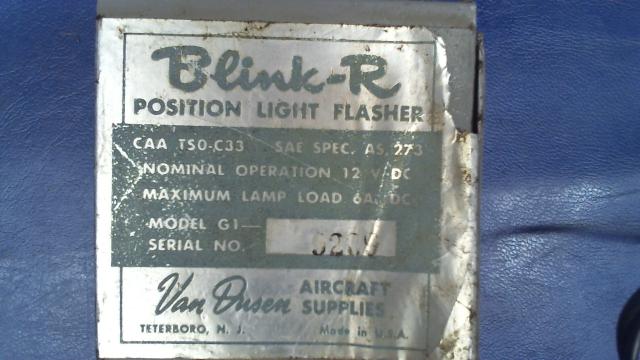 Blink-R
POSITION LIGHT FLASHER
CAA TSO-C33 SAE SPEC. AS. 273
NOMINAL OPERATION 12 V DC
MAXIMUM LAMP LOAD 6A. DC.
MODEL G1—
SERIAL NO.
Van Dusen AIRCRAFT SUPPLIES
TETERBORO, N. J. Made in U.S.A.